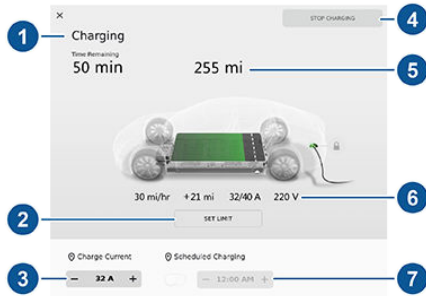 ×
STOP CHARGING
4
1
Charging
Time Remaining
50 min
255 mi
5
30 mi/hr +21 mi 32/40 A 220 V
6
2
SET LIMIT
Charge Current
Scheduled Charging
3
− 32 A +
− 12:00 AM +
7